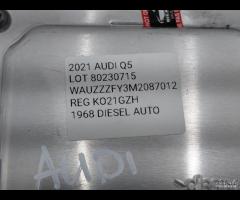 2021 AUDI Q5
LOT 80230715
WAUZZZFY3M2087012
REG KO21GZH
1968 DIESEL AUTO
AUDI